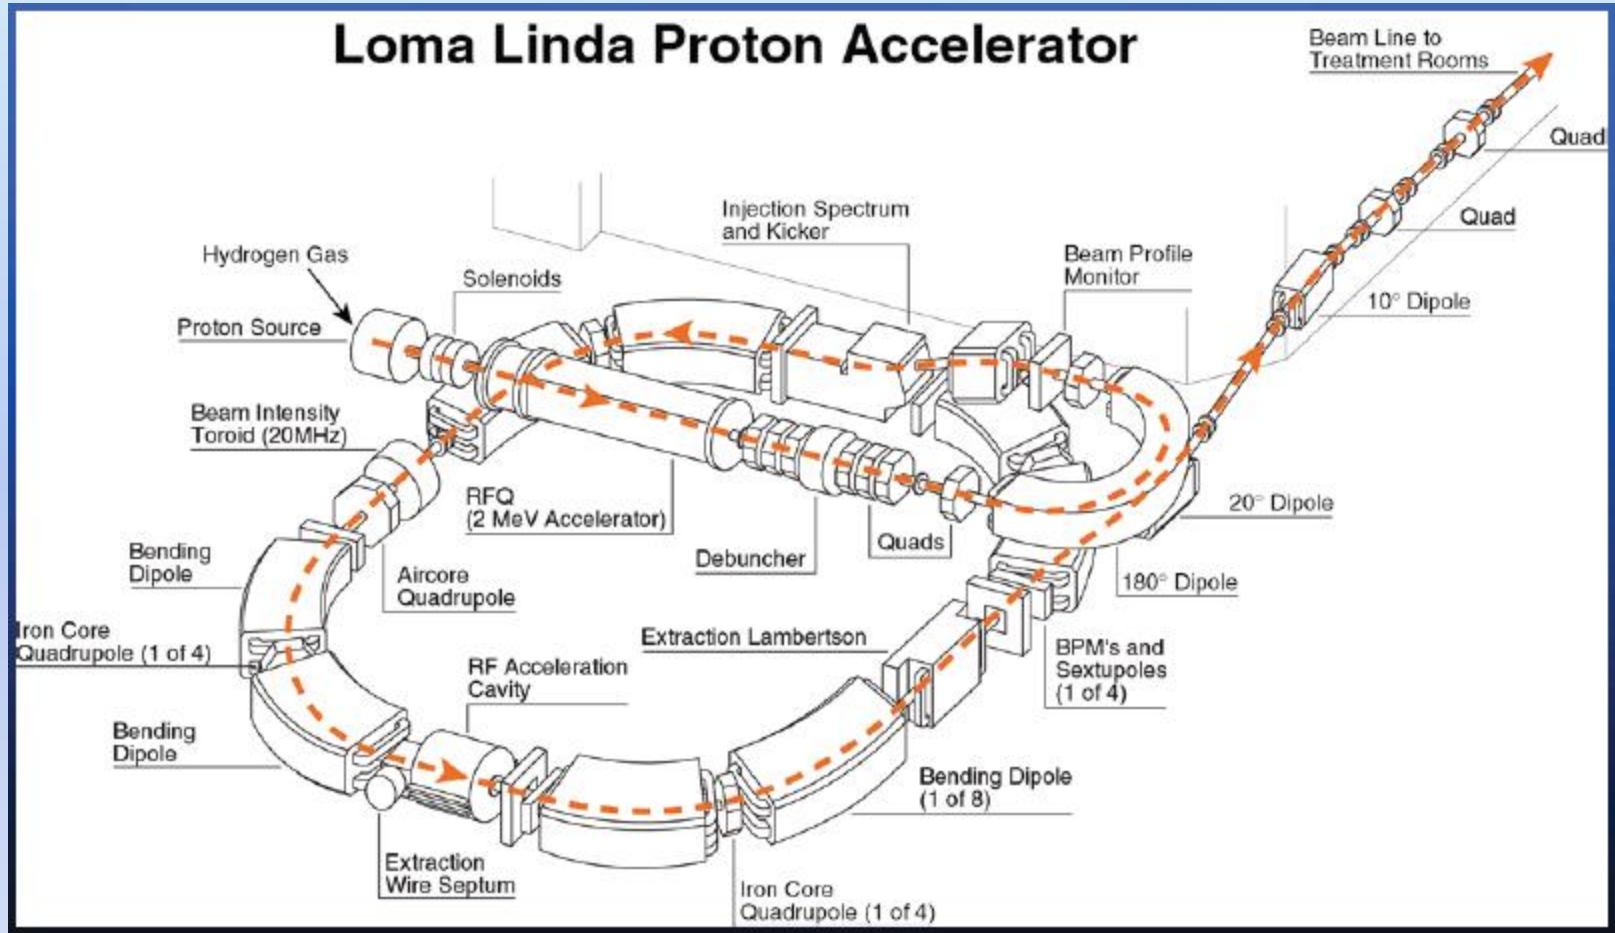 Loma Linda Proton Accelerator
Beam Line to
Treatment Rooms
Quad
Injection Spectrum
and Kicker
Quad
Hydrogen Gas
Solenoids
Beam Profile
Monitor
10° Dipole
Proton Source
Beam Intensity
Toroid (20MHz)
RFQ
(2 MeV Accelerator)
20° Dipole
Quads
Debuncher
Bending
Dipole
Aircore
Quadrupole
180° Dipole
Iron Core
Quadrupole (1 of 4)
Extraction Lambertson
BPM's and
Sextupoles
(1 of 4)
RF Acceleration
Cavity
Bending
Dipole
Bending Dipole
(1 of 8)
Extraction
Wire Septum
Iron Core
Quadrupole (1 of 4)